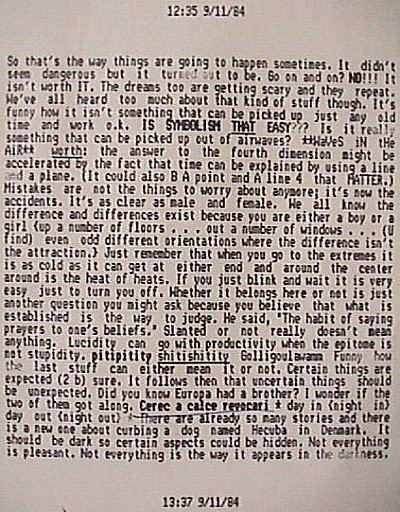 12:35 9/11/84
So that's the way things are going to happen sometimes. It didn't
seem dangerous but it turned out to be. Go on and on? NO!!! It
isn't worth IT. The dreams too are getting scary and they repeat.
We've all heard too much about that kind of stuff though. It's
funny how it isn't something that can be picked up just any old
time and work o.k. IS SYMBOLISM THAT EASY??? Is it really
something that can be picked out of airwaves? **WaVeS iN tHe
AiR** worth the answer to the fourth dimension might be
accelerated by the fact that time can be explained by using a line
and a plane. (It could also B A point and A line 4 that MATTER.)
Mistakes are not the things to worry about anymore; it's now the
accidents. It's as clear as male and female. We all know the
difference and differences exist because you are either a boy or a
girl {up a number of floors . . . out a number of windows . . . (U
find) even odd different orientations where the difference isn't
the attraction.} Just remember that when you go to the extremes it
is as cold as it can get at either end and around the center
around is the heat of heats. If you just blink and wait it is very
easy just to turn you off. Whether it belongs here or not is just
another question you might ask because you believe that what is
established is the way to judge. He said, "The habit of saying
prayers to one's beliefs." Slanted or not really doesn't mean
anything. Lucidity can go with productivity when the epitome is
not stupidity. pitipitity shitishitity Golligoulawamm Funny how
the last stuff can either mean it or not. Certain things are
expected (2 b) sure. It follows then that uncertain things should
be unexpected. Did you know Europa had a brother? I wonder if the
two of them got along. Cerec a calce revocari * day in {night in}
day out {night out} * There are already so many stories and there
is a new one about curbing a dog named Hecuba in Denmark. It
should be dark so certain aspects could be hidden. Not everything
is pleasant. Not everything is the way it appears in the darkness.
13:37 9/11/84